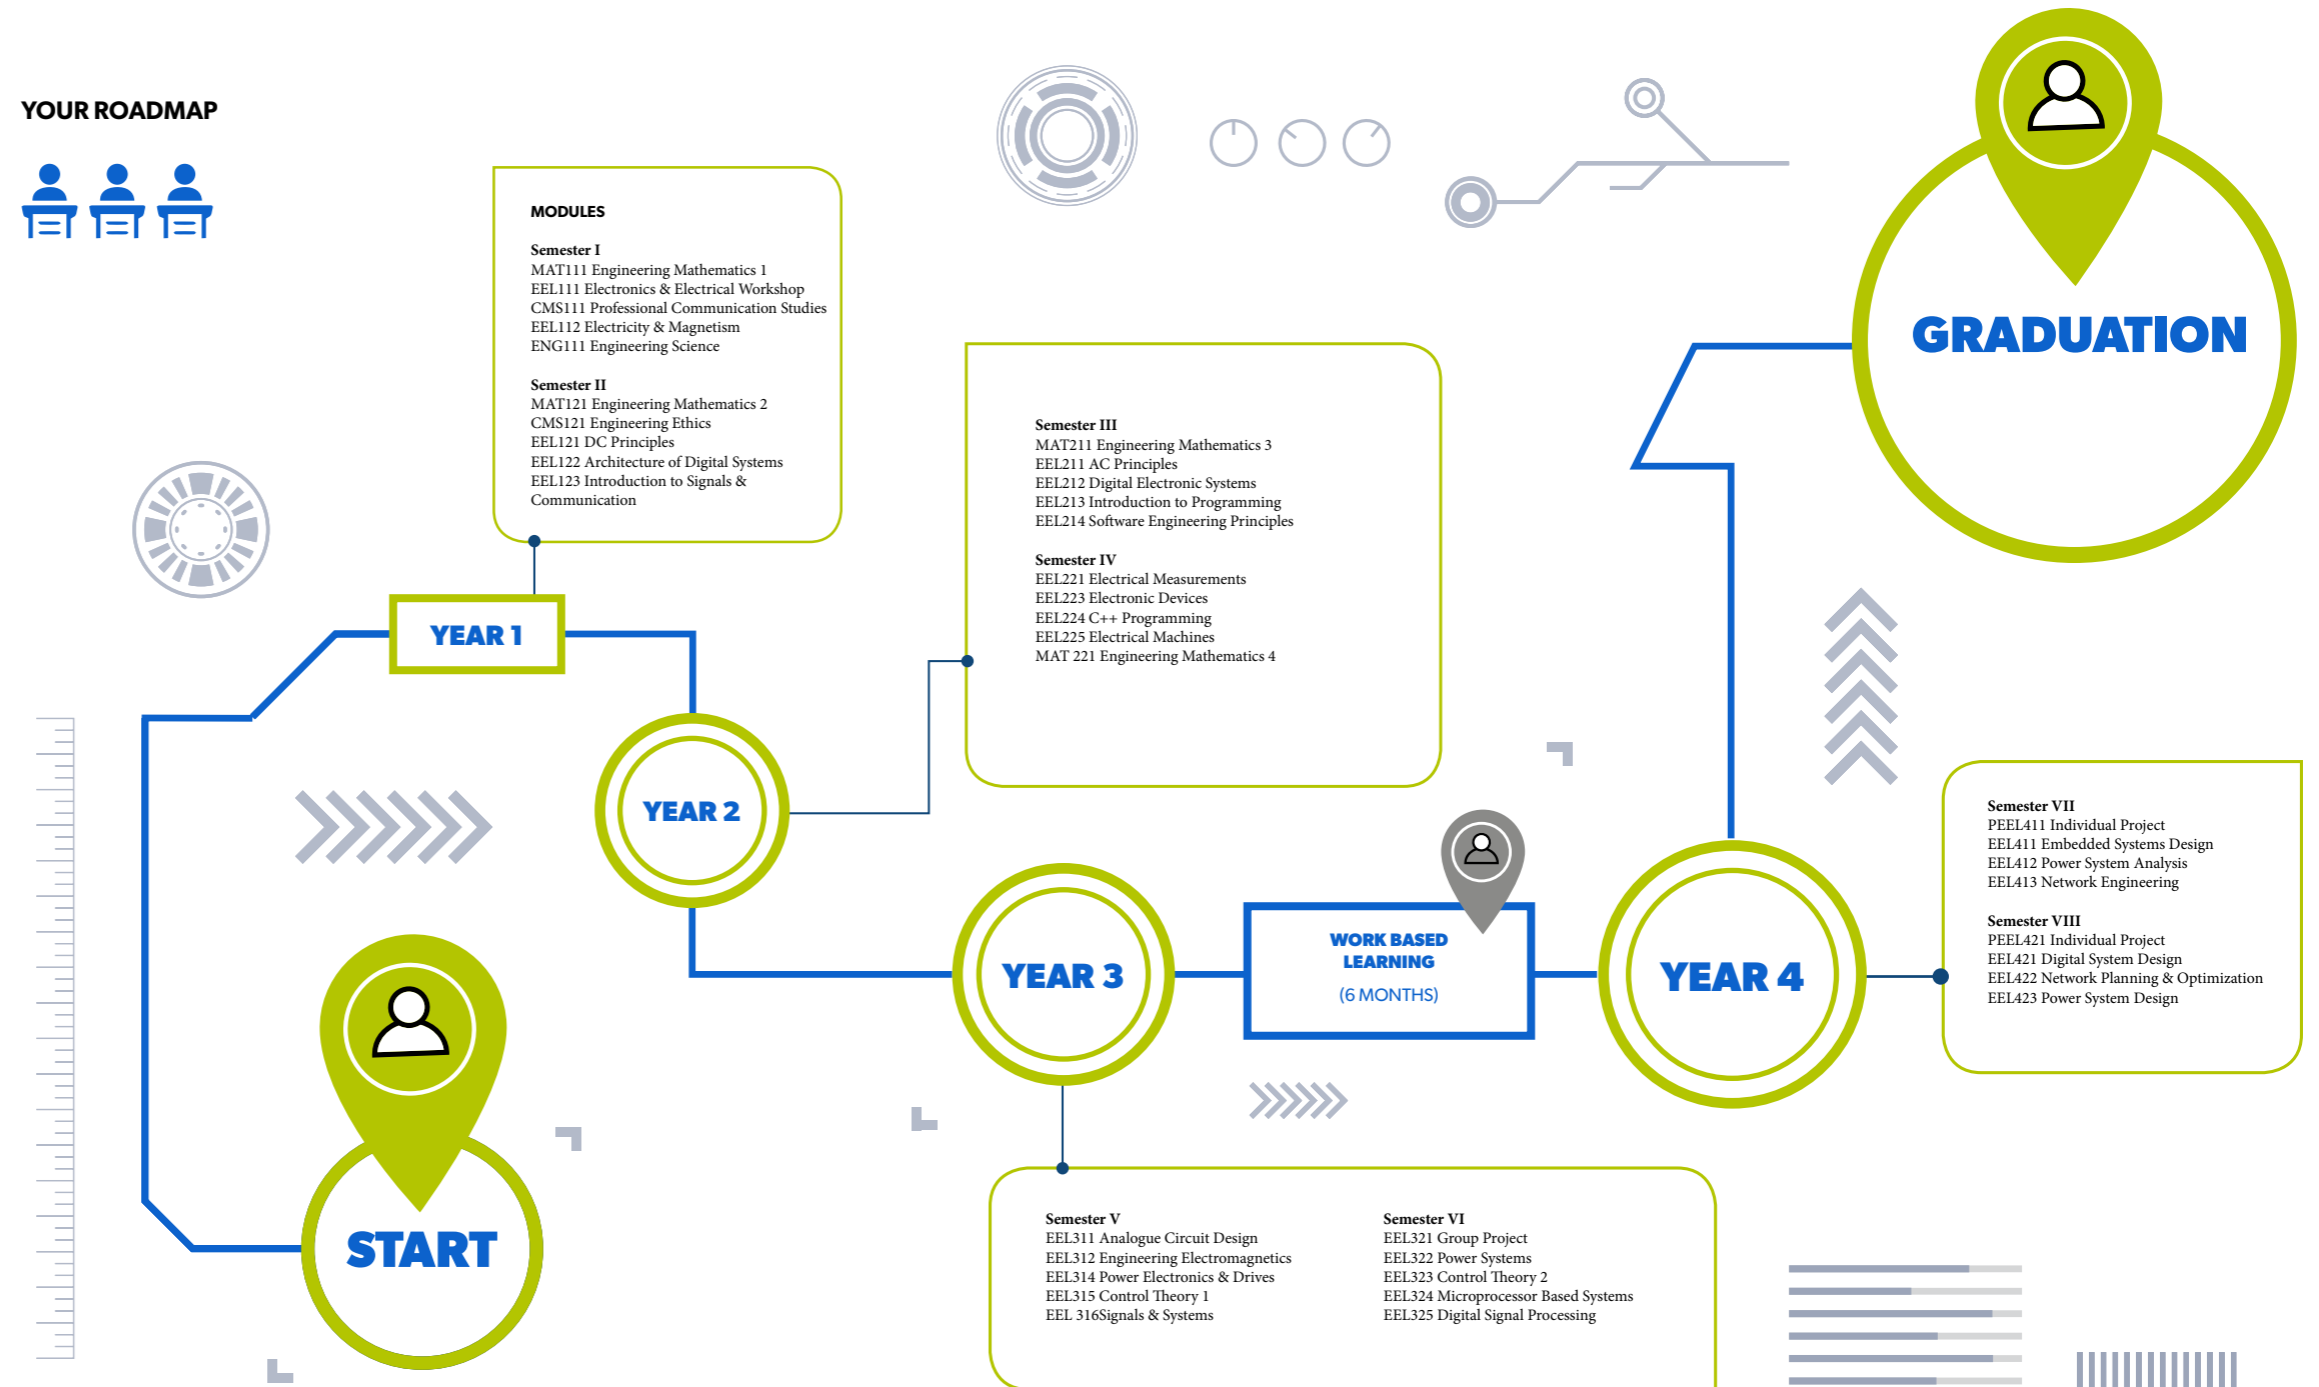 YOUR ROADMAP
MODULES
Semester I
MAT111 Engineering Mathematics 1
EEL111 Electronics & Electrical Workshop
CMS111 Professional Communication Studies
EEL112 Electricity & Magnetism
ENG111 Engineering Science
Semester II
MAT121 Engineering Mathematics 2
CMS121 Engineering Ethics
EEL121 DC Principles
EEL122 Architecture of Digital Systems
EEL123 Introduction to Signals &
Communication
YEAR 1
Semester III
MAT211 Engineering Mathematics 3
EEL211 AC Principles
EEL212 Digital Electronic Systems
EEL213 Introduction to Programming
EEL214 Software Engineering Principles
Semester IV
EEL221 Electrical Measurements
EEL223 Electronic Devices
EEL224 C++ Programming
EEL225 Electrical Machines
MAT 221 Engineering Mathematics 4
YEAR 2
GRADUATION
START
YEAR 3
WORK BASED
LEARNING
(6 MONTHS)
YEAR 4
Semester VII
PEEL411 Individual Project
EEL411 Embedded Systems Design
EEL412 Power System Analysis
EEL413 Network Engineering
Semester VIII
PEEL421 Individual Project
EEL421 Digital System Design
EEL422 Network Planning & Optimization
EEL423 Power System Design
Semester V
EEL311 Analogue Circuit Design
EEL312 Engineering Electromagnetics
EEL314 Power Electronics & Drives
EEL315 Control Theory 1
EEL 316Signals & Systems
Semester VI
EEL321 Group Project
EEL322 Power Systems
EEL323 Control Theory 2
EEL324 Microprocessor Based Systems
EEL325 Digital Signal Processing